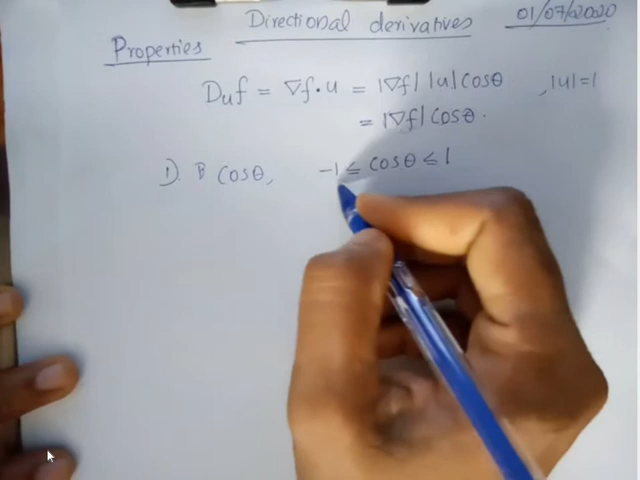 Directional derivatives 01/07/2020
Properties
Duf = ∇f·u = |∇f| |u| cosθ , |u|=1
= |∇f| cosθ.
1). cosθ, -1 ≤ cosθ ≤ 1